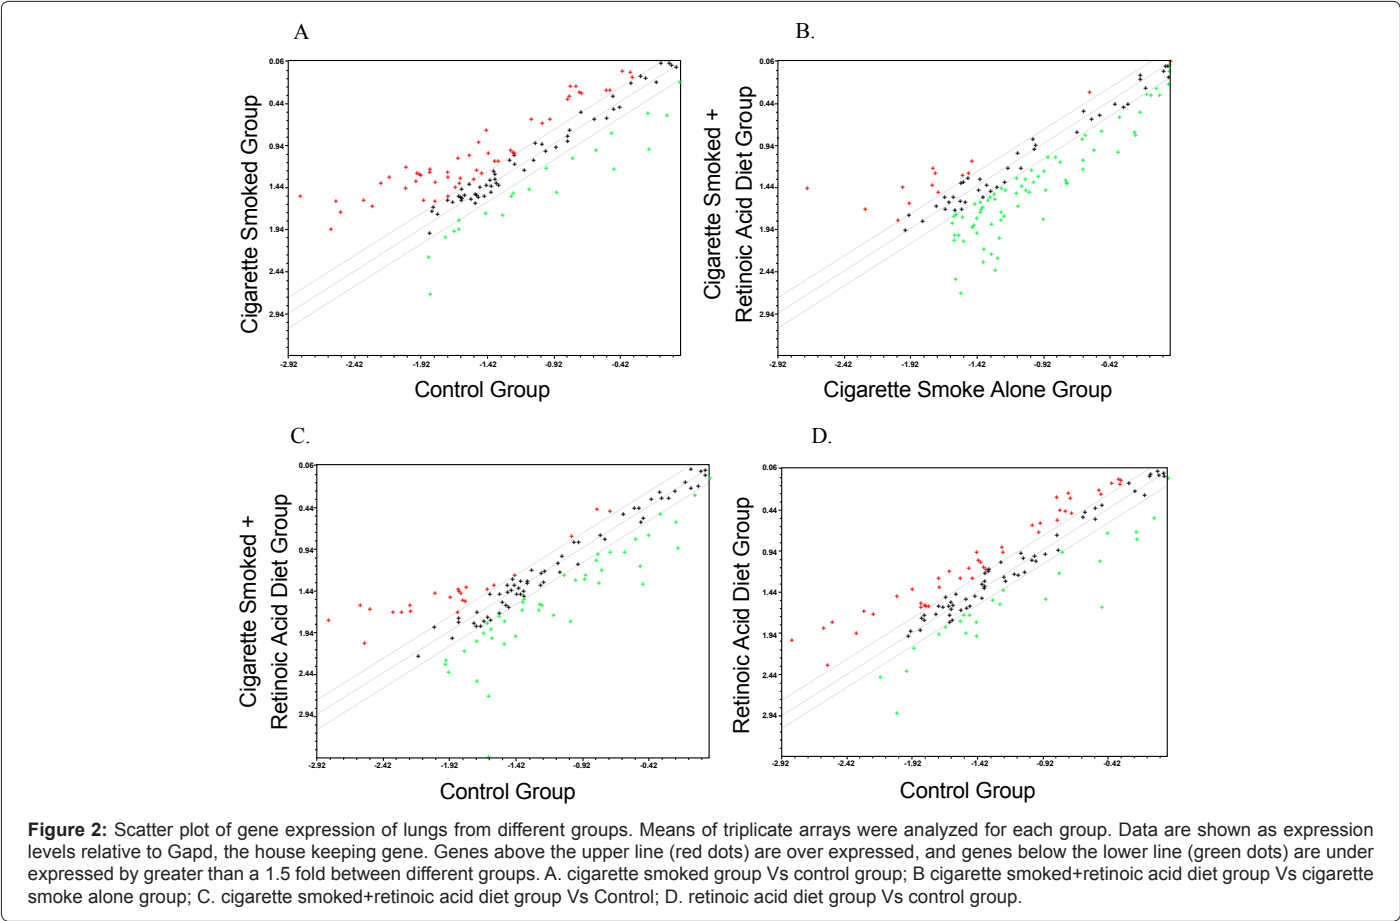 A
B.
Cigarette Smoked Group
0.06
0.44
0.94
1.44
1.94
2.44
2.94
-2.92
-2.42
-1.92
-1.42
-0.92
-0.42
Control Group
Cigarette Smoked +
Retinoic Acid Diet Group
0.06
0.44
0.94
1.44
1.94
2.44
2.94
-2.92
-2.42
-1.92
-1.42
-0.92
-0.42
Cigarette Smoke Alone Group
C.
D.
Cigarette Smoked +
Retinoic Acid Diet Group
0.06
0.44
0.94
1.44
1.94
2.44
2.94
-2.92
-2.42
-1.92
-1.42
-0.92
-0.42
Control Group
Retinoic Acid Diet Group
0.06
0.44
0.94
1.44
1.94
2.44
2.94
-2.92
-2.42
-1.92
-1.42
-0.92
-0.42
Control Group
Figure 2: Scatter plot of gene expression of lungs from different groups. Means of triplicate arrays were analyzed for each group. Data are shown as expression
levels relative to Gapd, the house keeping gene. Genes above the upper line (red dots) are over expressed, and genes below the lower line (green dots) are under
expressed by greater than a 1.5 fold between different groups. A. cigarette smoked group Vs control group; B cigarette smoked+retinoic acid diet group Vs cigarette
smoke alone group; C. cigarette smoked+retinoic acid diet group Vs Control; D. retinoic acid diet group Vs control group.